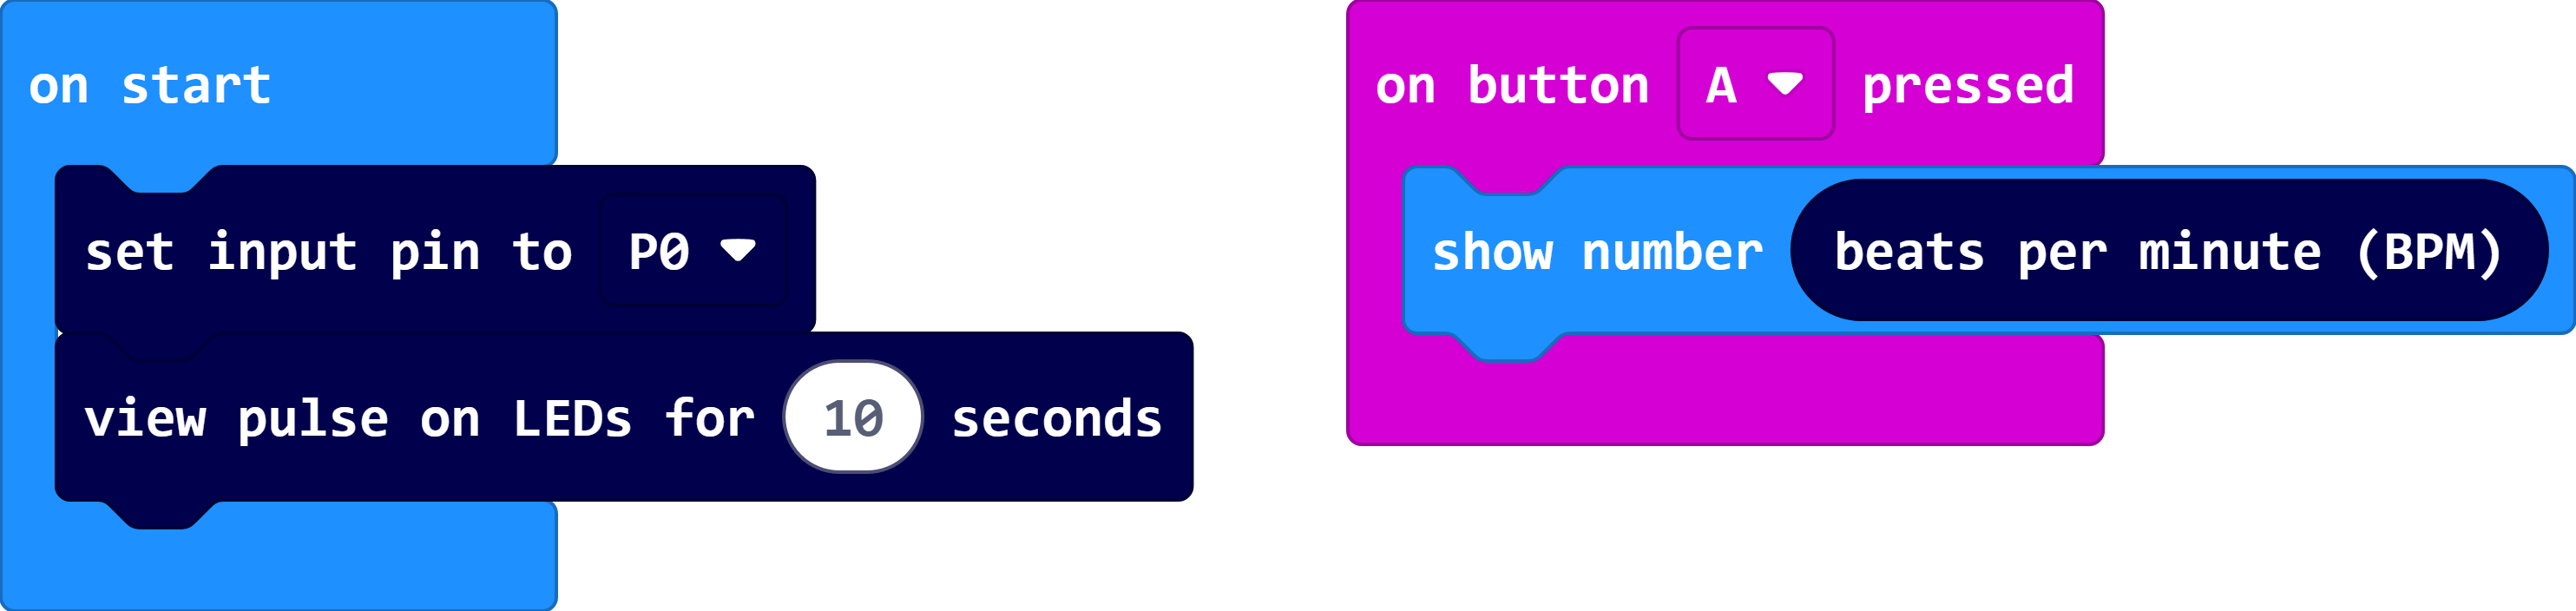 on start
set input pin to P0
view pulse on LEDs for 10 seconds
on button A pressed
show number beats per minute (BPM)